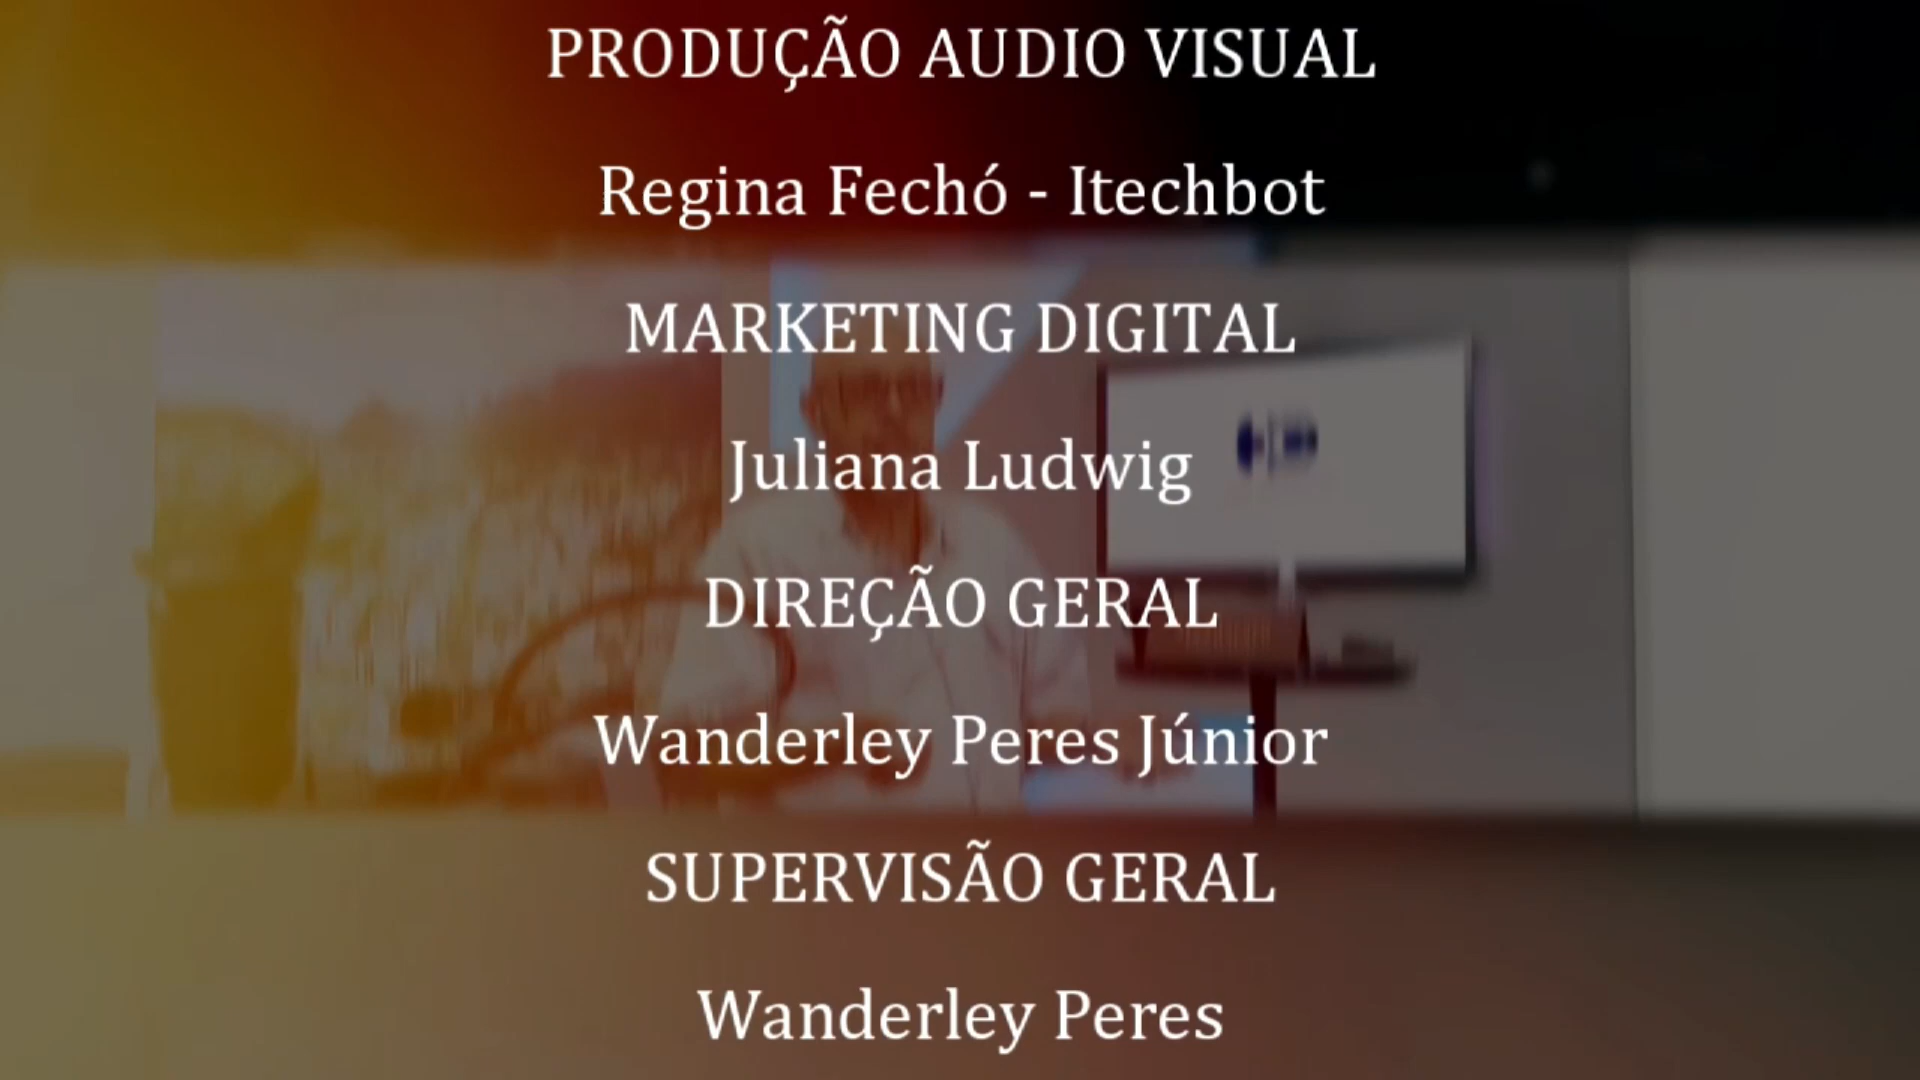 PRODUÇÃO AUDIO VISUAL
Regina Fechó - Itechbot
MARKETING DIGITAL
Juliana Ludwig
DIREÇÃO GERAL
Wanderley Peres Júnior
SUPERVISÃO GERAL
Wanderley Peres